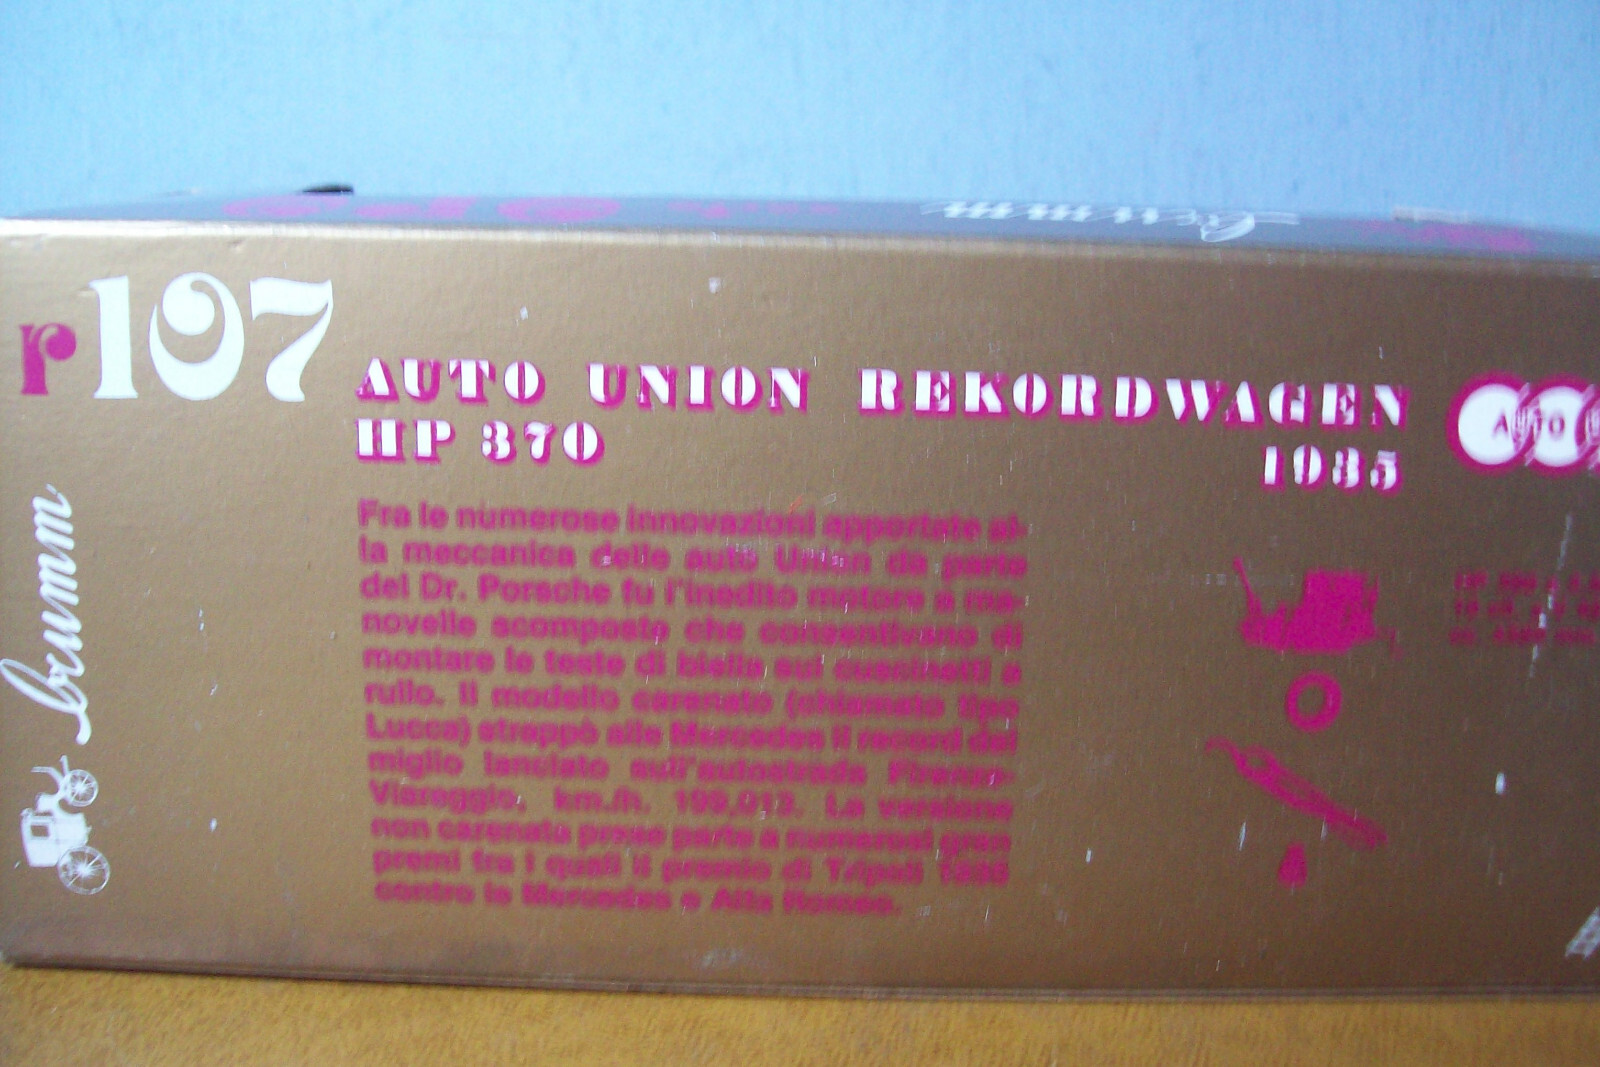 r107
AUTO UNION REKORDWAGEN
HP 370
1935
AUTO
brumm
Fra le numerose innovazioni apportate al-
la meccanica delle auto Union da parte
del Dr. Porsche fu l'inedito motore a ma-
novelle scomposte che consentivano di
montare le teste di biella sui cuscinetti a
rullo. Il modello carenato (chiamato tipo
Lucca) strappò alle Mercedes il record del
miglio lanciato sull'autostrada Firenze-
Viareggio, km./h. 199,013. La versione
non carenata prese parte a numerosi gran
premi fra i quali il premio di Tripoli 1935
contro le Mercedes e Alfa Romeo.